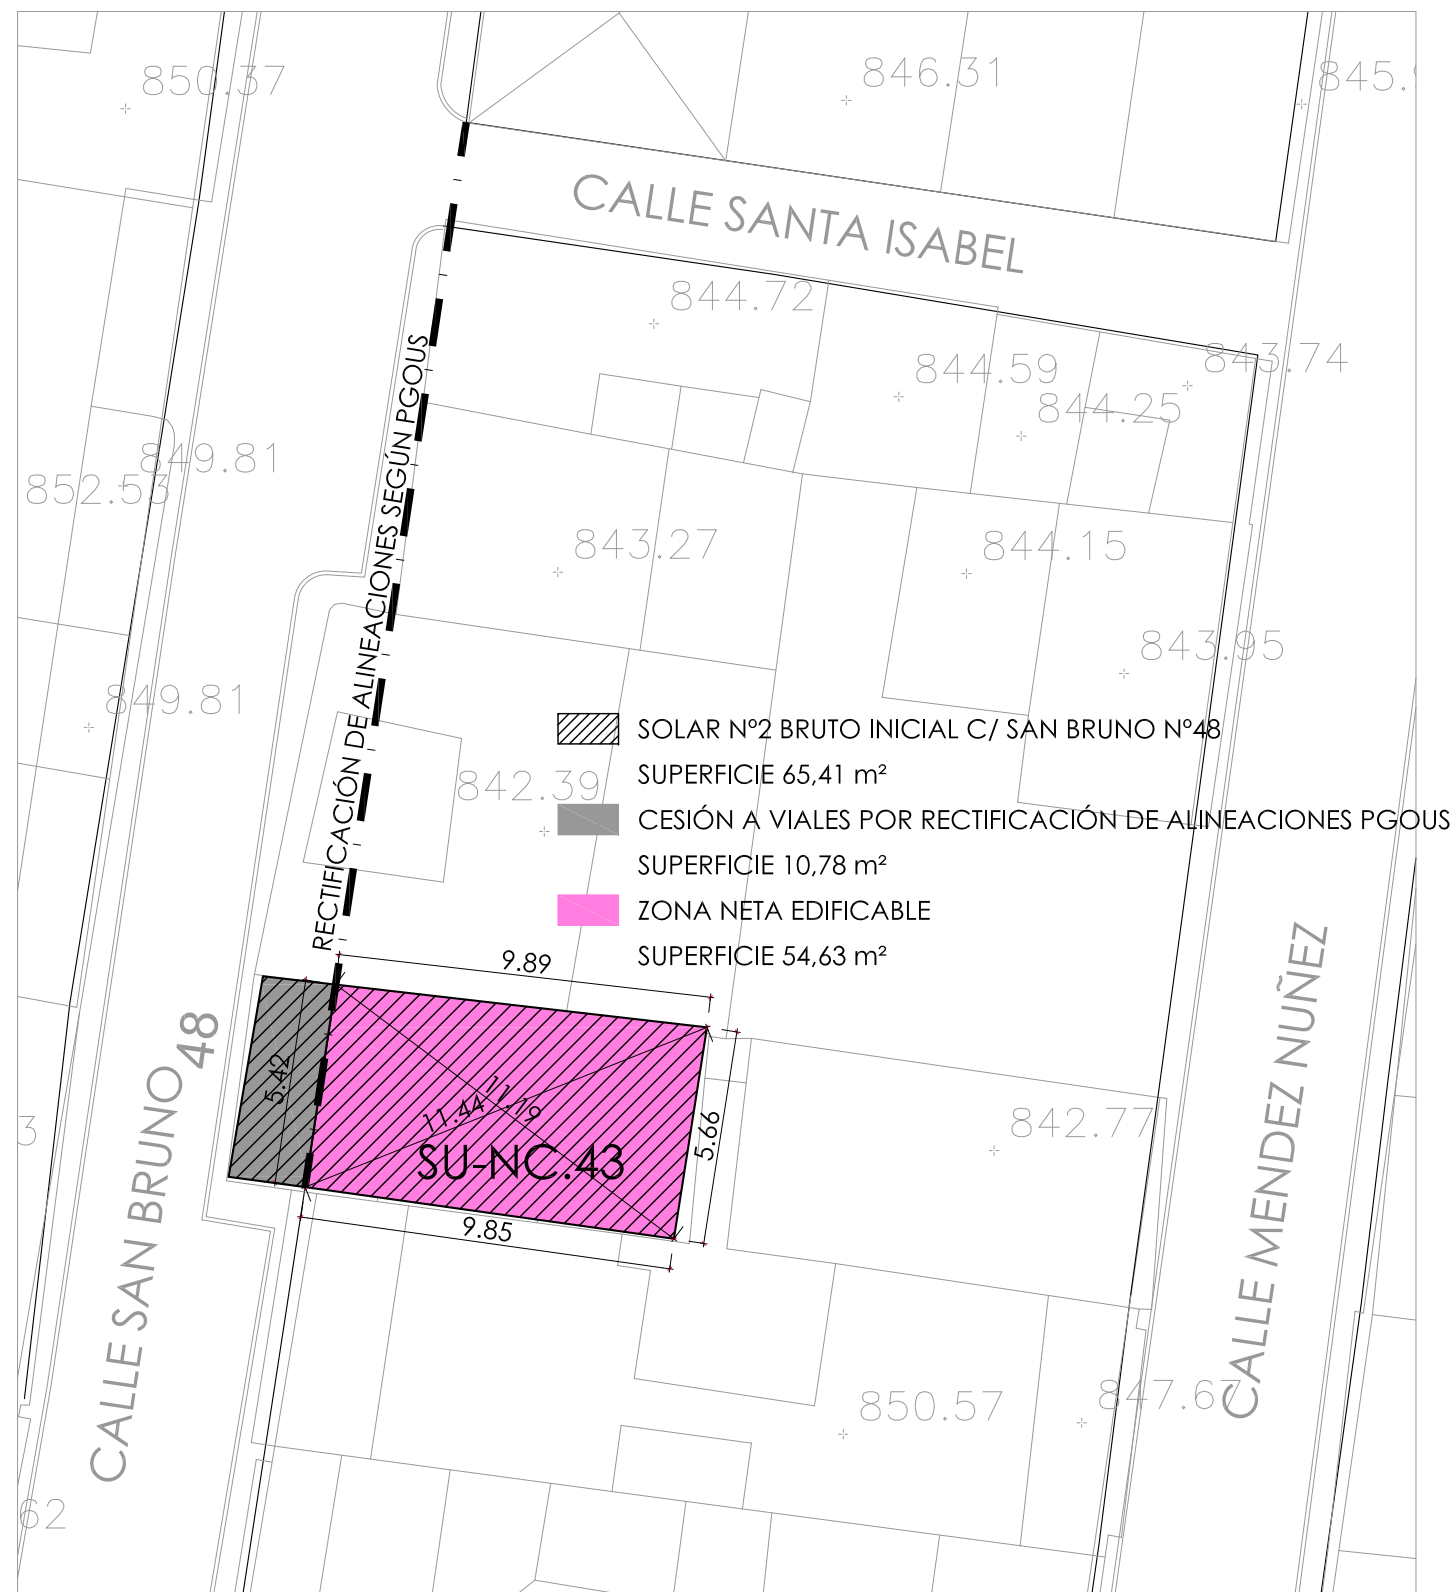 850.37
846.31
845.9
CALLE SANTA ISABEL
844.72
844.59
843.74
844.25
849.81
852.53
843.27
844.15
843.95
849.81
RECTIFICACIÓN DE ALINEACIONES SEGÚN PGOUS
842.39
SOLAR Nº2 BRUTO INICIAL C/ SAN BRUNO Nº48
SUPERFICIE 65,41 m²
CESIÓN A VIALES POR RECTIFICACIÓN DE ALINEACIONES PGOUS
SUPERFICIE 10,78 m²
ZONA NETA EDIFICABLE
SUPERFICIE 54,63 m²
9.89
48
5.42
11.19
11.44
5.66
SU-NC.43
9.85
3
842.77
CALLE SAN BRUNO
CALLE MENDEZ NUÑEZ
850.57
847.67
62